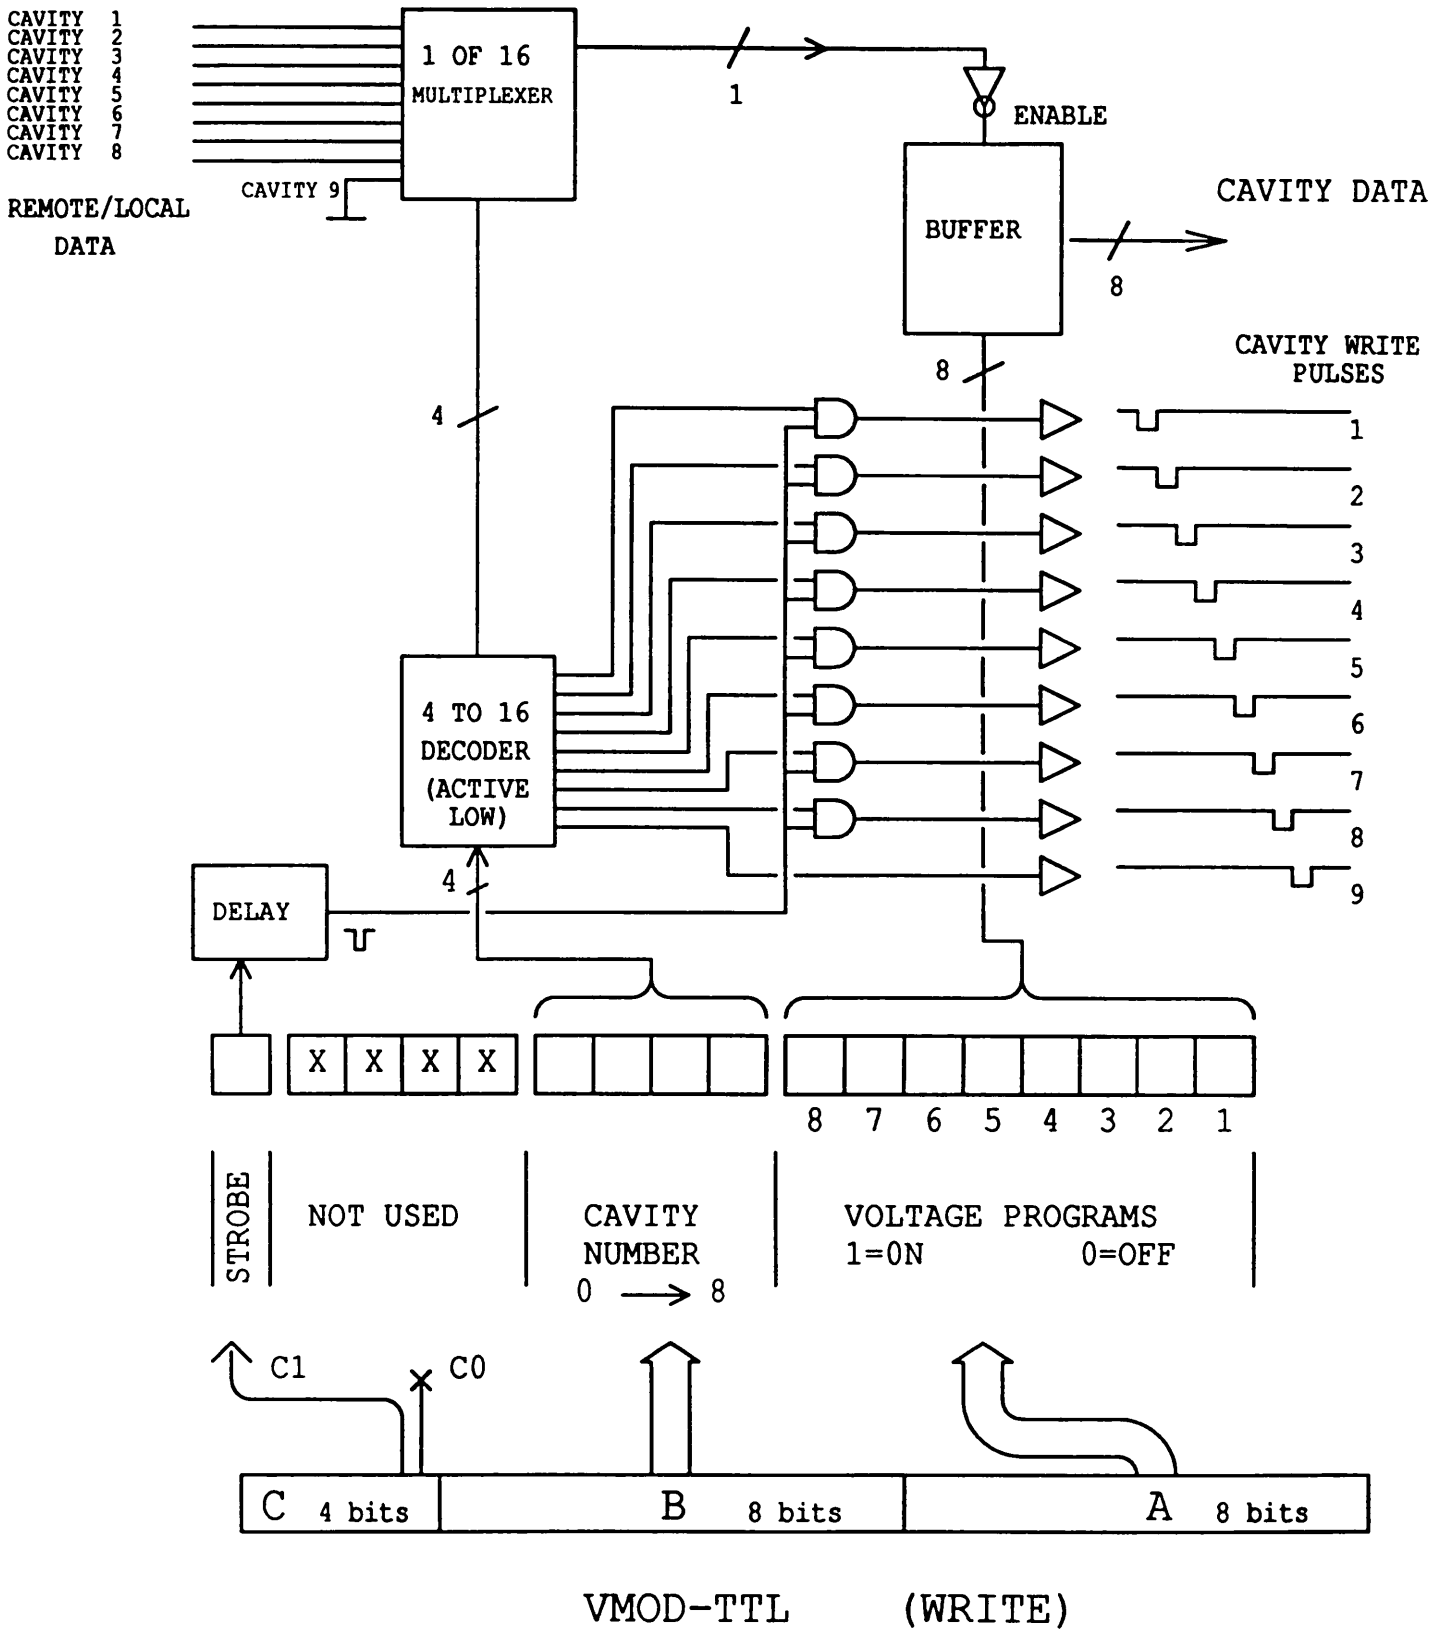 CAVITY 1
CAVITY 2
CAVITY 3
CAVITY 4
CAVITY 5
CAVITY 6
CAVITY 7
CAVITY 8
CAVITY 9
REMOTE/LOCAL
DATA
1 OF 16
MULTIPLEXER
1
ENABLE
BUFFER
CAVITY DATA
8
8
CAVITY WRITE
PULSES
4
1
2
3
4
5
6
7
8
9
4 TO 16
DECODER
(ACTIVE
LOW)
4
DELAY
X X X X
8 7 6 5 4 3 2 1
STROBE
NOT USED
CAVITY
NUMBER
0 → 8
VOLTAGE PROGRAMS
1=0N 0=OFF
C1
C0
C 4 bits
B 8 bits
A 8 bits
VMOD-TTL (WRITE)